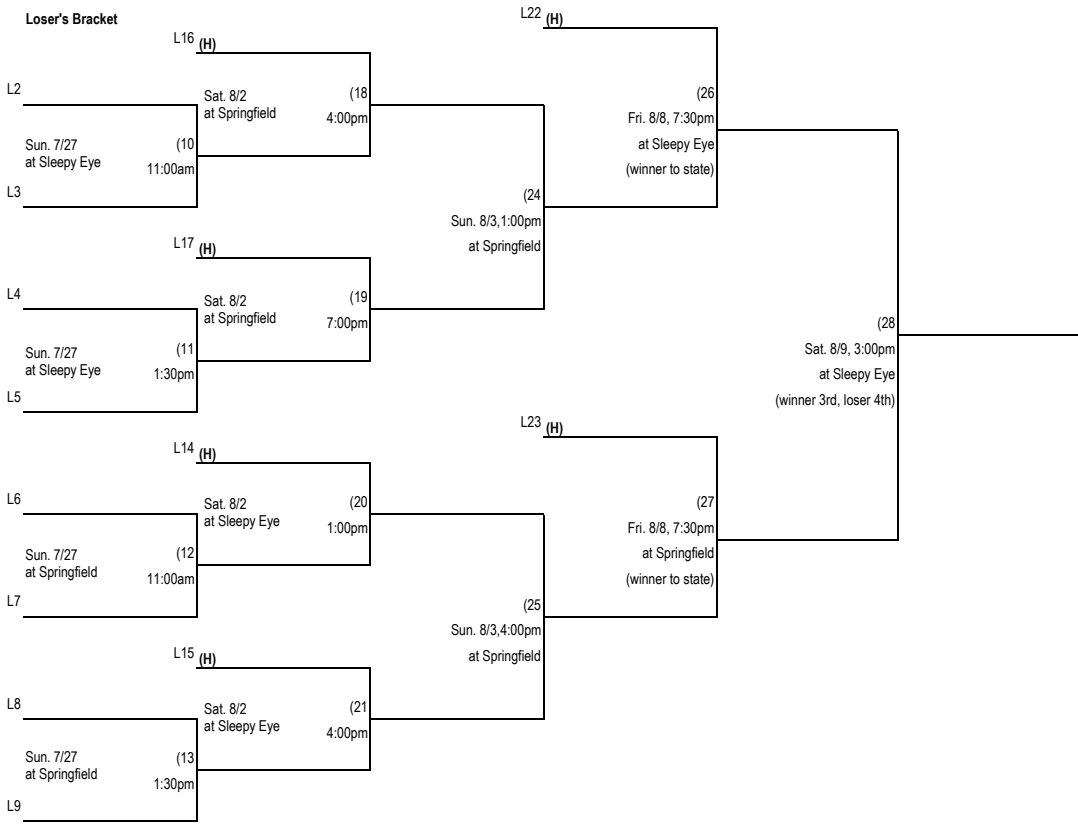 Loser's Bracket
L16 (H)
L2
Sat. 8/2
at Springfield
(18
4:00pm
Sun. 7/27
at Sleepy Eye
(10
11:00am
L3
L17 (H)
L4
Sat. 8/2
at Springfield
(19
7:00pm
Sun. 7/27
at Sleepy Eye
(11
1:30pm
L5
L14 (H)
L6
Sat. 8/2
at Sleepy Eye
(20
1:00pm
Sun. 7/27
at Springfield
(12
11:00am
L7
L15 (H)
L8
Sat. 8/2
at Sleepy Eye
(21
4:00pm
Sun. 7/27
at Springfield
(13
1:30pm
L9
(24
Sun. 8/3,1:00pm
at Springfield
(25
Sun. 8/3,4:00pm
at Springfield
L22 (H)
(26
Fri. 8/8, 7:30pm
at Sleepy Eye
(winner to state)
L23 (H)
(27
Fri. 8/8, 7:30pm
at Springfield
(winner to state)
(28
Sat. 8/9, 3:00pm
at Sleepy Eye
(winner 3rd, loser 4th)